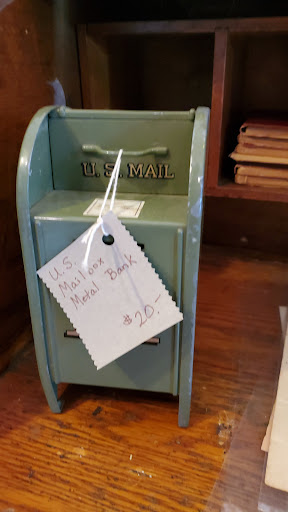 U.S. MAIL
U.S.
Mailbox
Metal Bank
$20.-